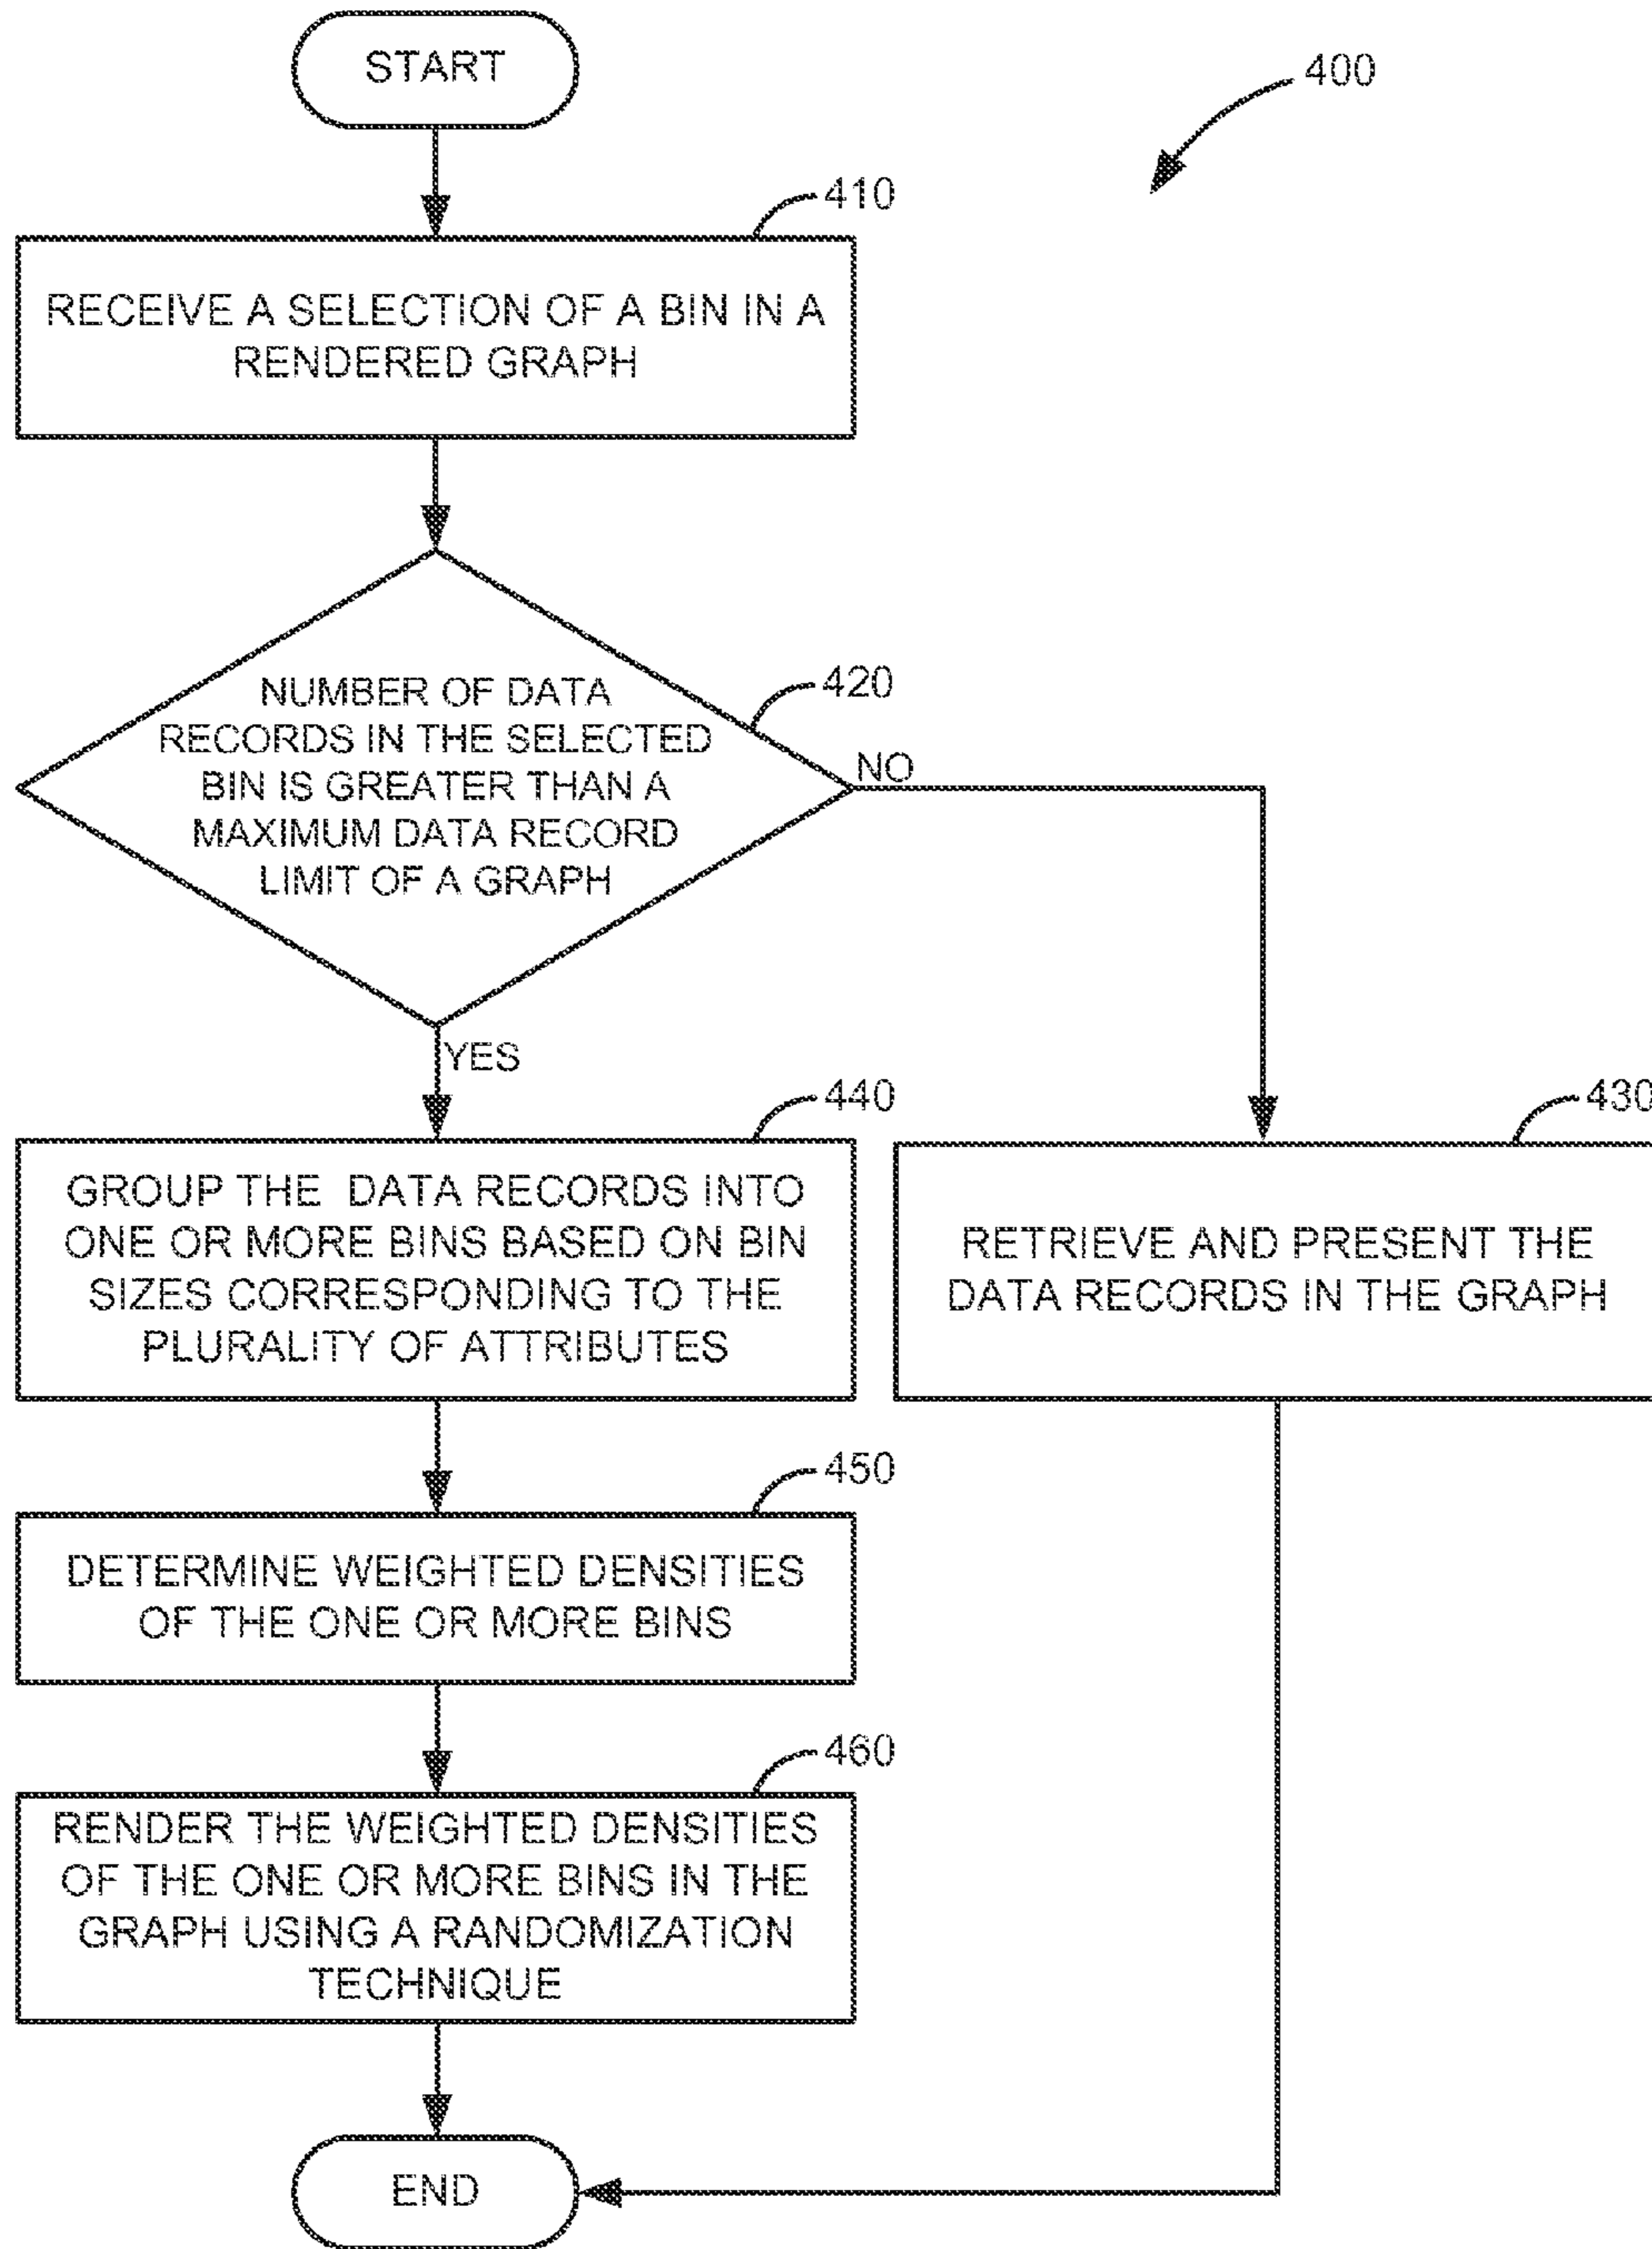 START
400
410
RECEIVE A SELECTION OF A BIN IN A
RENDERED GRAPH
420
NUMBER OF DATA
RECORDS IN THE SELECTED
BIN IS GREATER THAN A
MAXIMUM DATA RECORD
LIMIT OF A GRAPH
NO
YES
440
GROUP THE DATA RECORDS INTO
ONE OR MORE BINS BASED ON BIN
SIZES CORRESPONDING TO THE
PLURALITY OF ATTRIBUTES
430
RETRIEVE AND PRESENT THE
DATA RECORDS IN THE GRAPH
450
DETERMINE WEIGHTED DENSITIES
OF THE ONE OR MORE BINS
460
RENDER THE WEIGHTED DENSITIES
OF THE ONE OR MORE BINS IN THE
GRAPH USING A RANDOMIZATION
TECHNIQUE
END